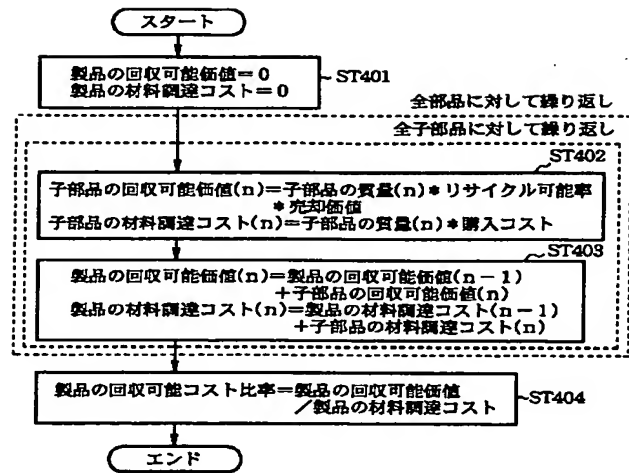 スタート
製品の回収可能価値=0
製品の材料調達コスト=0
ST401
全部品に対して繰り返し
全子部品に対して繰り返し
ST402
子部品の回収可能価値(n)=子部品の質量(n)*リサイクル可能率
*売却価値
子部品の材料調達コスト(n)=子部品の質量(n)*購入コスト
ST403
製品の回収可能価値(n)=製品の回収可能価値(n-1)
+子部品の回収可能価値(n)
製品の材料調達コスト(n)=製品の材料調達コスト(n-1)
+子部品の材料調達コスト(n)
製品の回収可能コスト比率=製品の回収可能価値
/製品の材料調達コスト
ST404
エンド